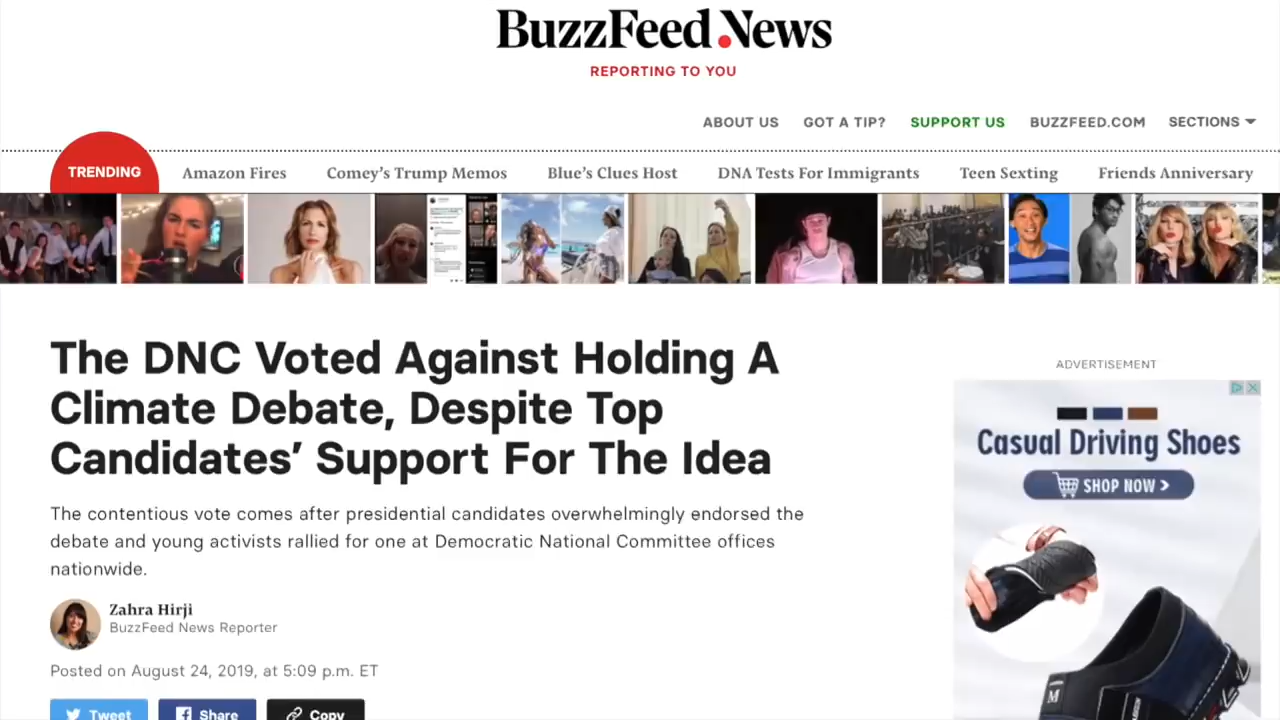 BuzzFeed News
REPORTING TO YOU
ABOUT US GOT A TIP? SUPPORT US BUZZFEED.COM SECTIONS
TRENDING Amazon Fires Comey's Trump Memos Blue's Clues Host DNA Tests For Immigrants Teen Sexting Friends Anniversary
The DNC Voted Against Holding A
Climate Debate, Despite Top
Candidates' Support For The Idea
The contentious vote comes after presidential candidates overwhelmingly endorsed the
debate and young activists rallied for one at Democratic National Committee offices
nationwide.
Zahra Hirji
BuzzFeed News Reporter
Posted on August 24, 2019, at 5:09 p.m. ET
Tweet Share Copy
ADVERTISEMENT
Casual Driving Shoes
SHOP NOW >
M